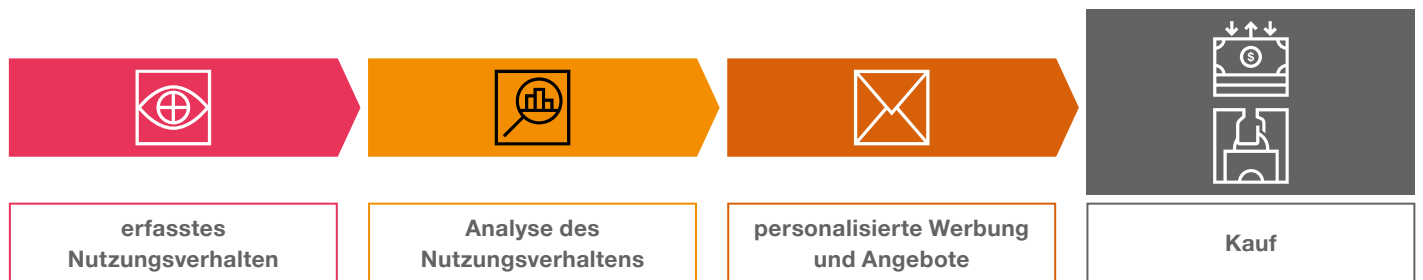 $
erfasstes
Nutzungsverhalten
Analyse des
Nutzungsverhaltens
personalisierte Werbung
und Angebote
Kauf